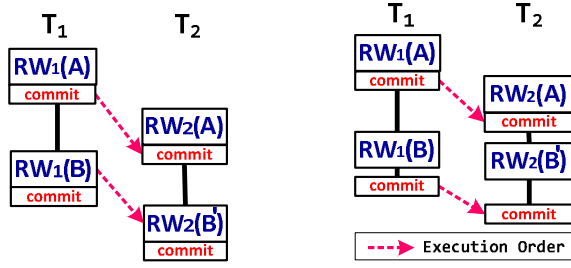 T1 T2
RW1(A)
commit
RW2(A)
commit
RW1(B)
commit
RW2(B')
commit
T1 T2
RW1(A)
commit
RW2(A)
commit
RW1(B)
RW2(B')
commit
commit
Execution Order